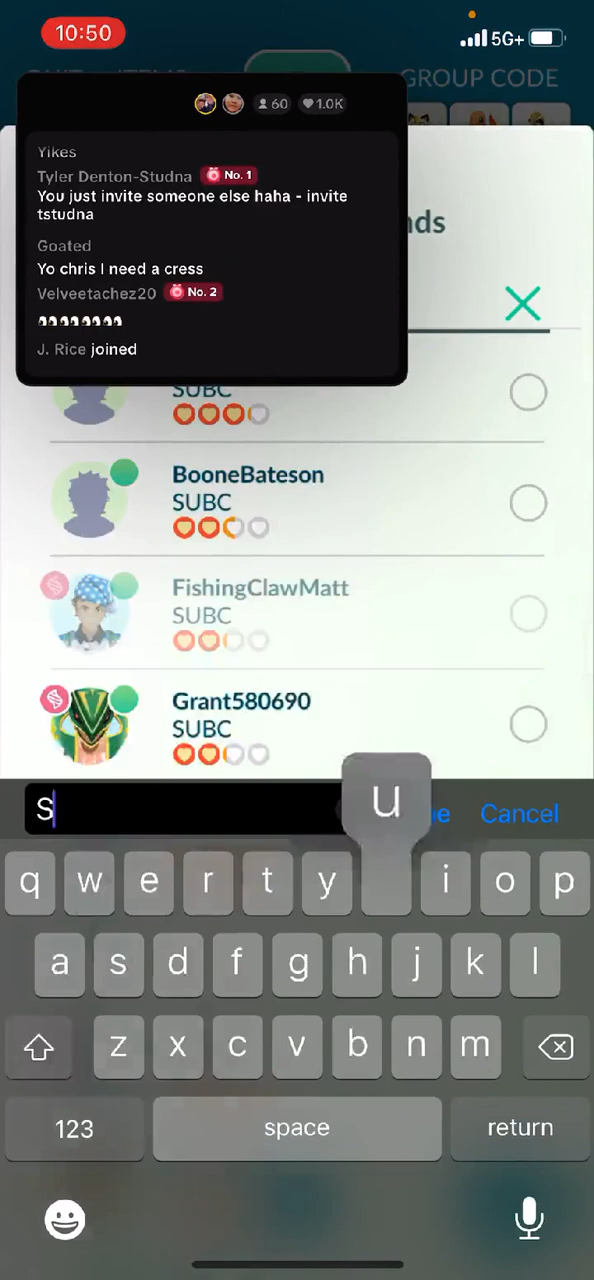 10:50
5G+
GROUP CODE
60
1.0K
Yikes
Tyler Denton-Studna No. 1
You just invite someone else haha - invite
tstudna
nds
Goated
Yo chris I need a cress
Velveetachez20 No. 2
J. Rice joined
SUBC
BooneBateson
SUBC
FishingClawMatt
SUBC
Grant580690
SUBC
S
u
ne
Cancel
q w e r t y i o p
a s d f g h j k l
z x c v b n m
123
space
return